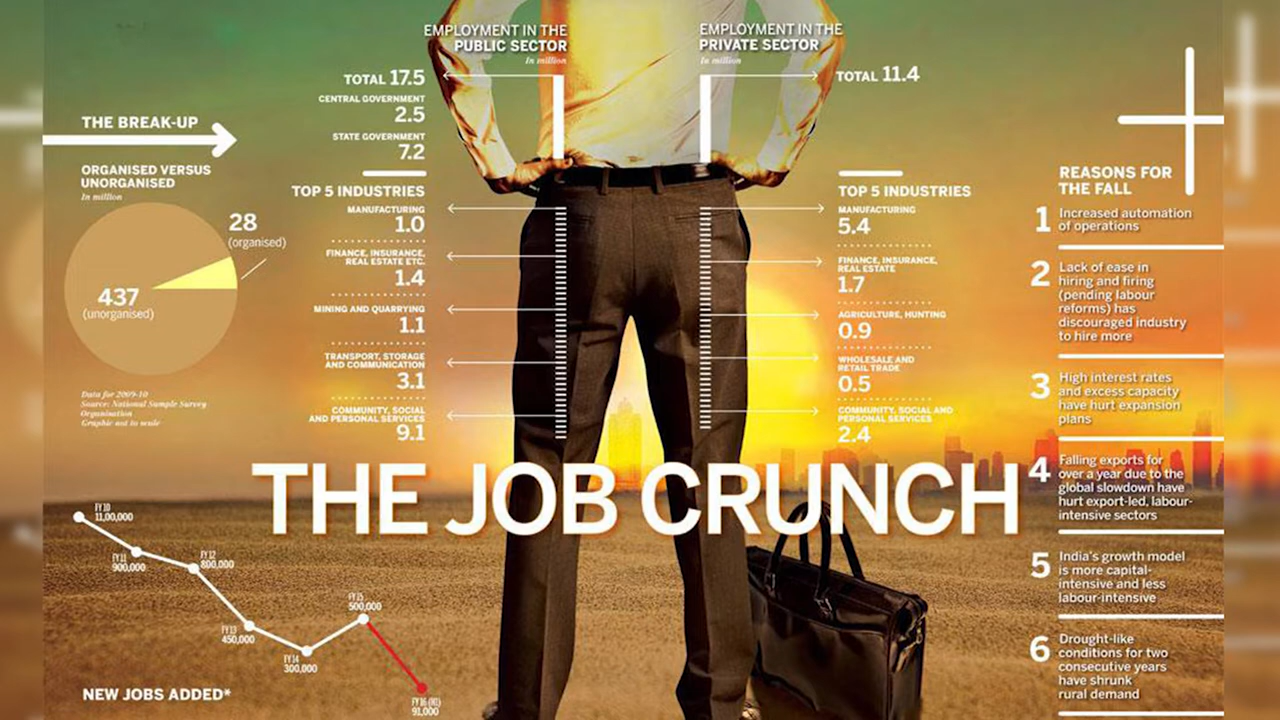 EMPLOYMENT IN THE
PUBLIC SECTOR
In million
TOTAL 17.5
CENTRAL GOVERNMENT
2.5
STATE GOVERNMENT
7.2
TOP 5 INDUSTRIES
MANUFACTURING
1.0
FINANCE, INSURANCE,
REAL ESTATE ETC.
1.4
MINING AND QUARRYING
1.1
TRANSPORT, STORAGE
AND COMMUNICATION
3.1
COMMUNITY, SOCIAL
AND PERSONAL SERVICES
9.1
EMPLOYMENT IN THE
PRIVATE SECTOR
In million
TOTAL 11.4
TOP 5 INDUSTRIES
MANUFACTURING
5.4
FINANCE, INSURANCE,
REAL ESTATE
1.7
AGRICULTURE, HUNTING
0.9
WHOLESALE AND
RETAIL TRADE
0.5
COMMUNITY, SOCIAL AND
PERSONAL SERVICES
2.4
THE BREAK-UP
ORGANISED VERSUS
UNORGANISED
In million
28
(organised)
437
(unorganised)
Data for 2009-10
Source: National Sample Survey
Organisation
Graphic not to scale
THE JOB CRUNCH
FY10
11,00,000
FY11
900,000
FY12
800,000
FY13
450,000
FY14
300,000
FY15
500,000
FY16 (H1)
91,000
NEW JOBS ADDED*
REASONS FOR
THE FALL
1 Increased automation
of operations
2 Lack of ease in
hiring and firing
(pending labour
reforms) has
discouraged industry
to hire more
3 High interest rates
and excess capacity
have hurt expansion
plans
4 Falling exports for
over a year due to the
global slowdown have
hurt export-led, labour-
intensive sectors
5 India's growth model
is more capital-
intensive and less
labour-intensive
6 Drought-like
conditions for two
consecutive years
have shrunk
rural demand